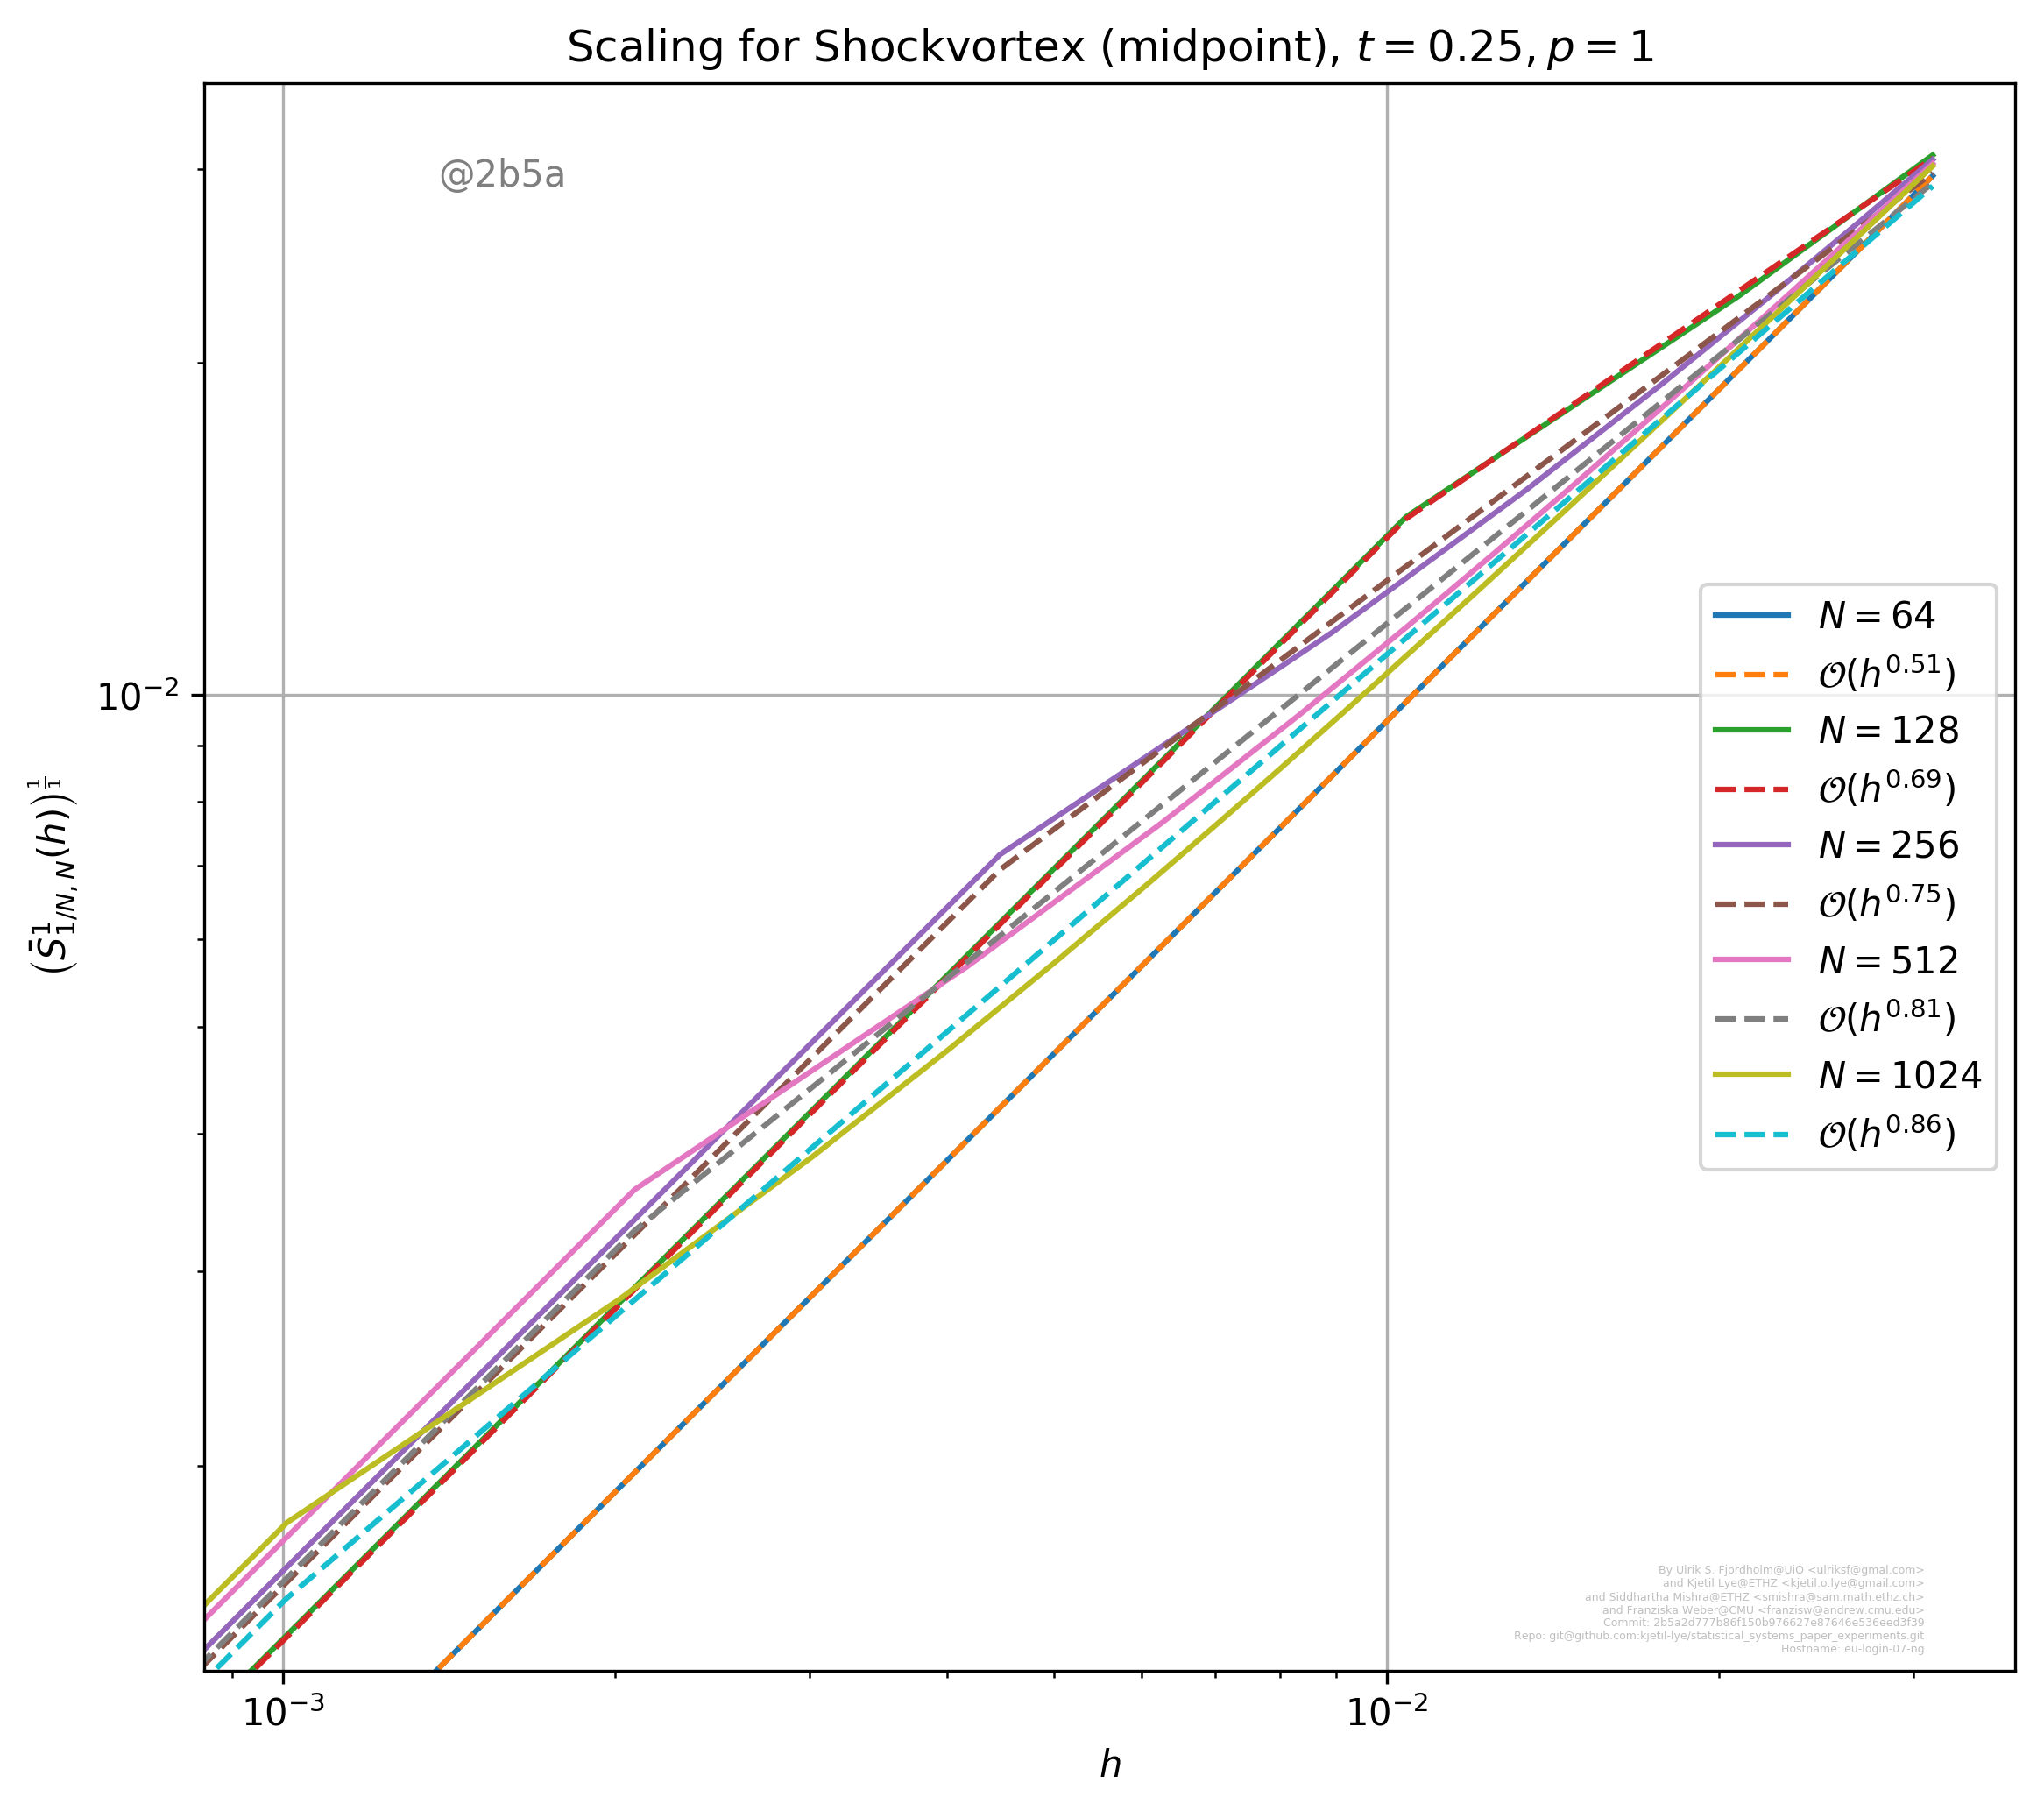 Scaling for Shockvortex (midpoint), t = 0.25, p = 1
@2b5a
10⁻²
(S̄¹_{1/N, N}(h))^{1/1}
N = 64
𝒪(h^{0.51})
N = 128
𝒪(h^{0.69})
N = 256
𝒪(h^{0.75})
N = 512
𝒪(h^{0.81})
N = 1024
𝒪(h^{0.86})
By Ulrik S. Fjordholm@UiO <ulriksf@gmal.com>
and Kjetil Lye@ETHZ <kjetil.o.lye@gmail.com>
and Siddhartha Mishra@ETHZ <smishra@sam.math.ethz.ch>
and Franziska Weber@CMU <franzisw@andrew.cmu.edu>
Commit: 2b5a2d777b86f150b976627e87646e536eed3f39
Repo: git@github.com:kjetil-lye/statistical_systems_paper_experiments.git
Hostname: eu-login-07-ng
10⁻³
10⁻²
h